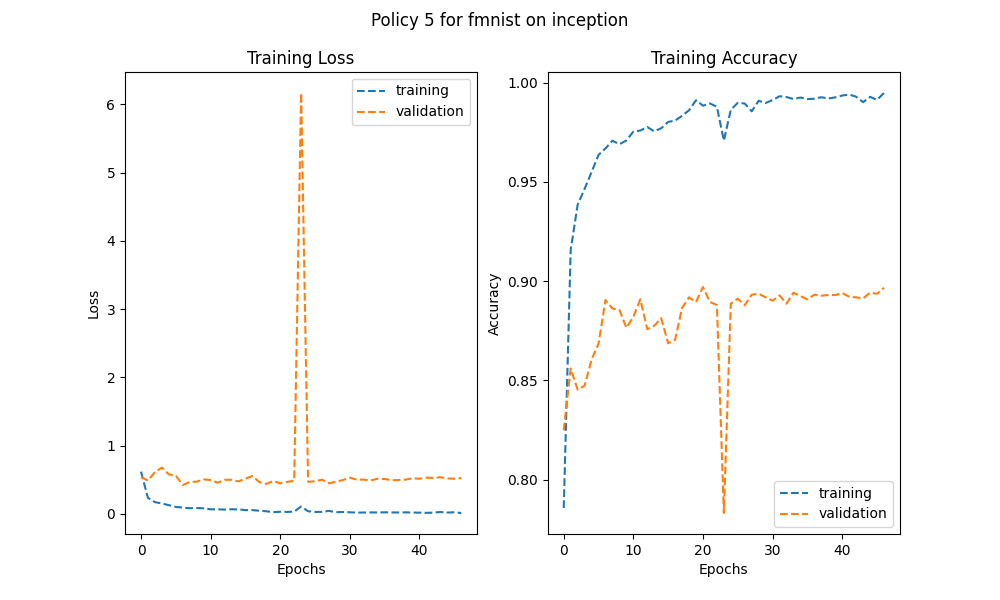 Policy 5 for fmnist on inception
Training Loss
training
validation
6
5
4
3
2
1
0
Loss
0 10 20 30 40
Epochs
Training Accuracy
1.00
0.95
0.90
0.85
0.80
Accuracy
training
validation
0 10 20 30 40
Epochs